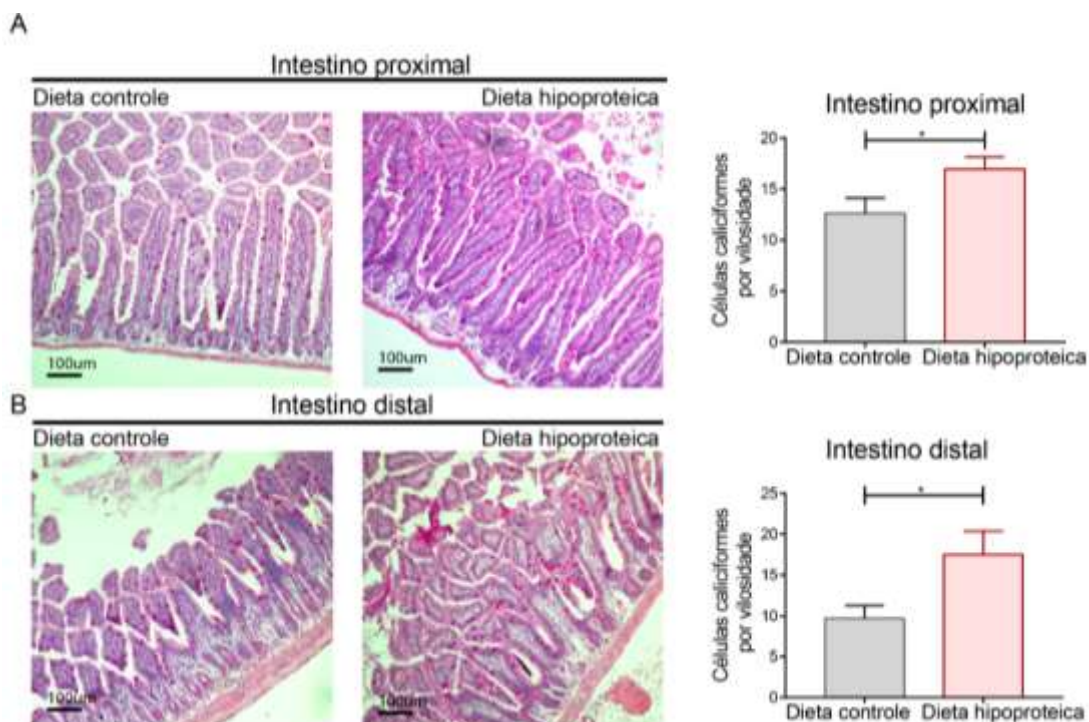 A
Intestino proximal
Dieta controle
Dieta hipoproteica
100um
100um
Intestino proximal
Células caliciformes
por vilosidade
20
15
10
5
0
*
Dieta controle
Dieta hipoproteica
B
Intestino distal
Dieta controle
Dieta hipoproteica
100um
100um
Intestino distal
Células caliciformes
por vilosidade
25
20
15
10
5
0
*
Dieta controle
Dieta hipoproteica